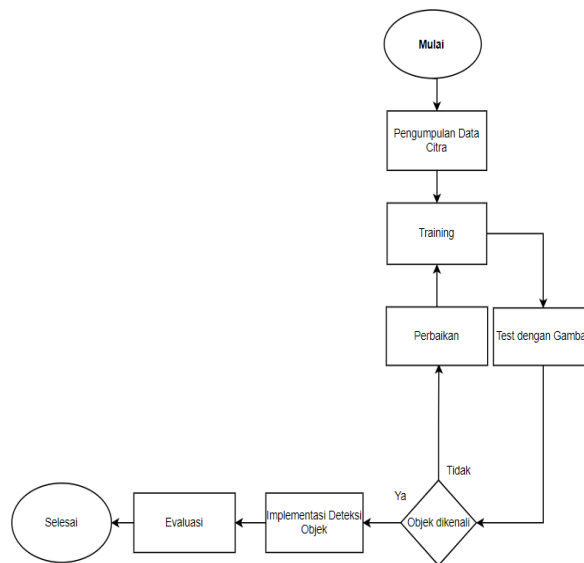 Mulai
Pengumpulan Data
Citra
Training
Perbaikan
Test dengan Gamba
Tidak
Ya
Objek dikenali
Implementasi Deteksi
Objek
Evaluasi
Selesai